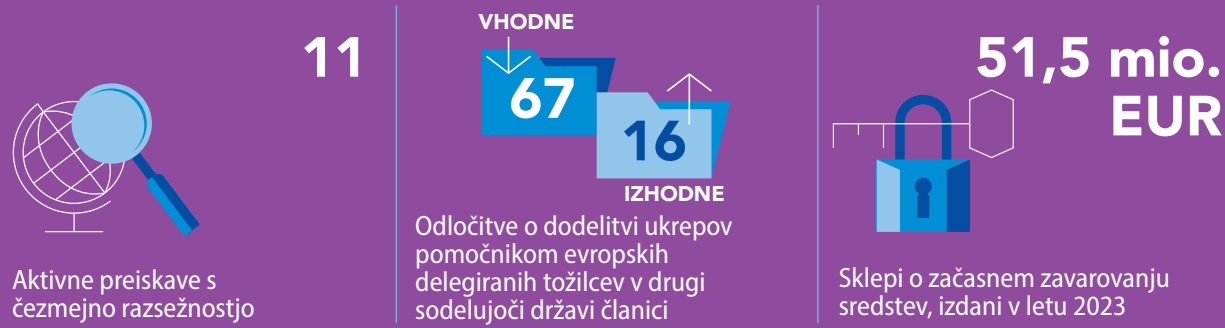 11
Aktivne preiskave s
čezmejno razsežnostjo
VHODNE
67
16
IZHODNE
Odločitve o dodelitvi ukrepov
pomočnikom evropskih
delegiranih tožilcev v drugi
sodelujoči državi članici
51,5 mio.
EUR
Sklepi o začasnem zavarovanju
sredstev, izdani v letu 2023